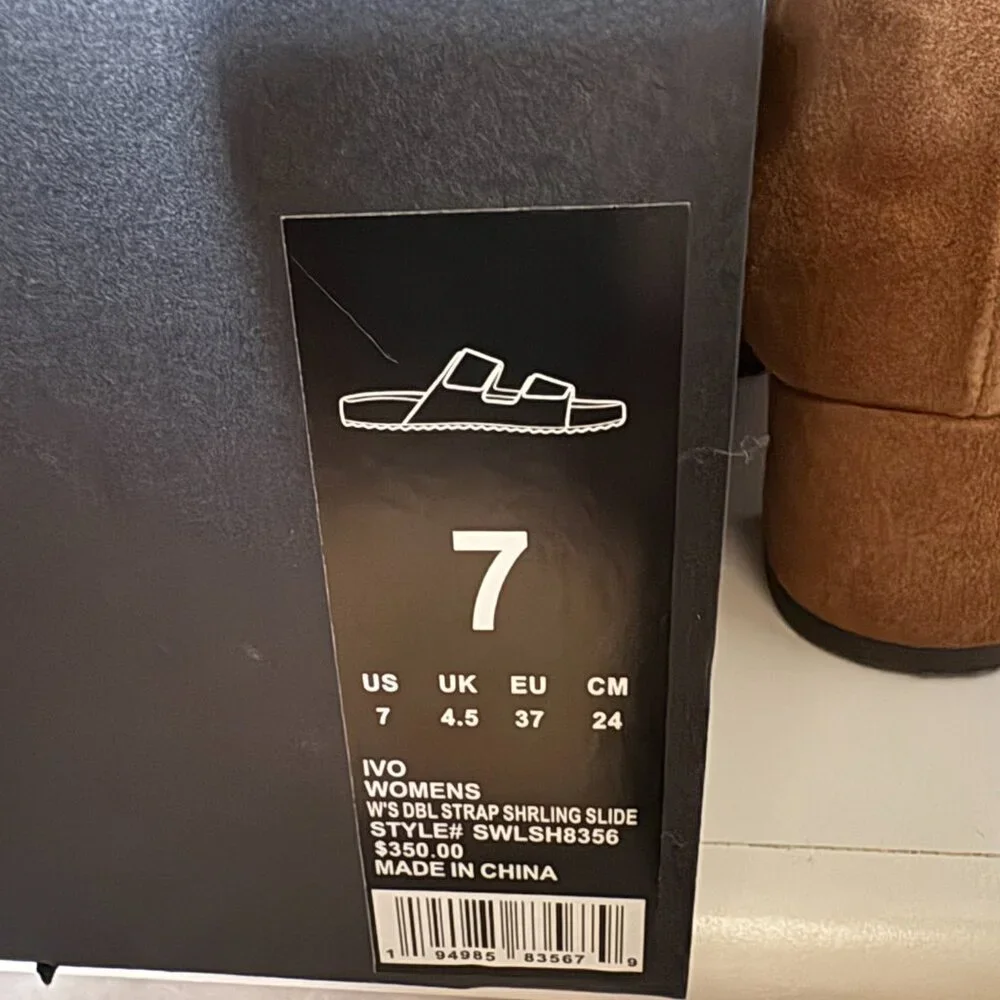 7
US UK EU CM
7 4.5 37 24
IVO
WOMENS
W'S DBL STRAP SHRLING SLIDE
STYLE# SWLSH8356
$350.00
MADE IN CHINA
1 94985 83567 9